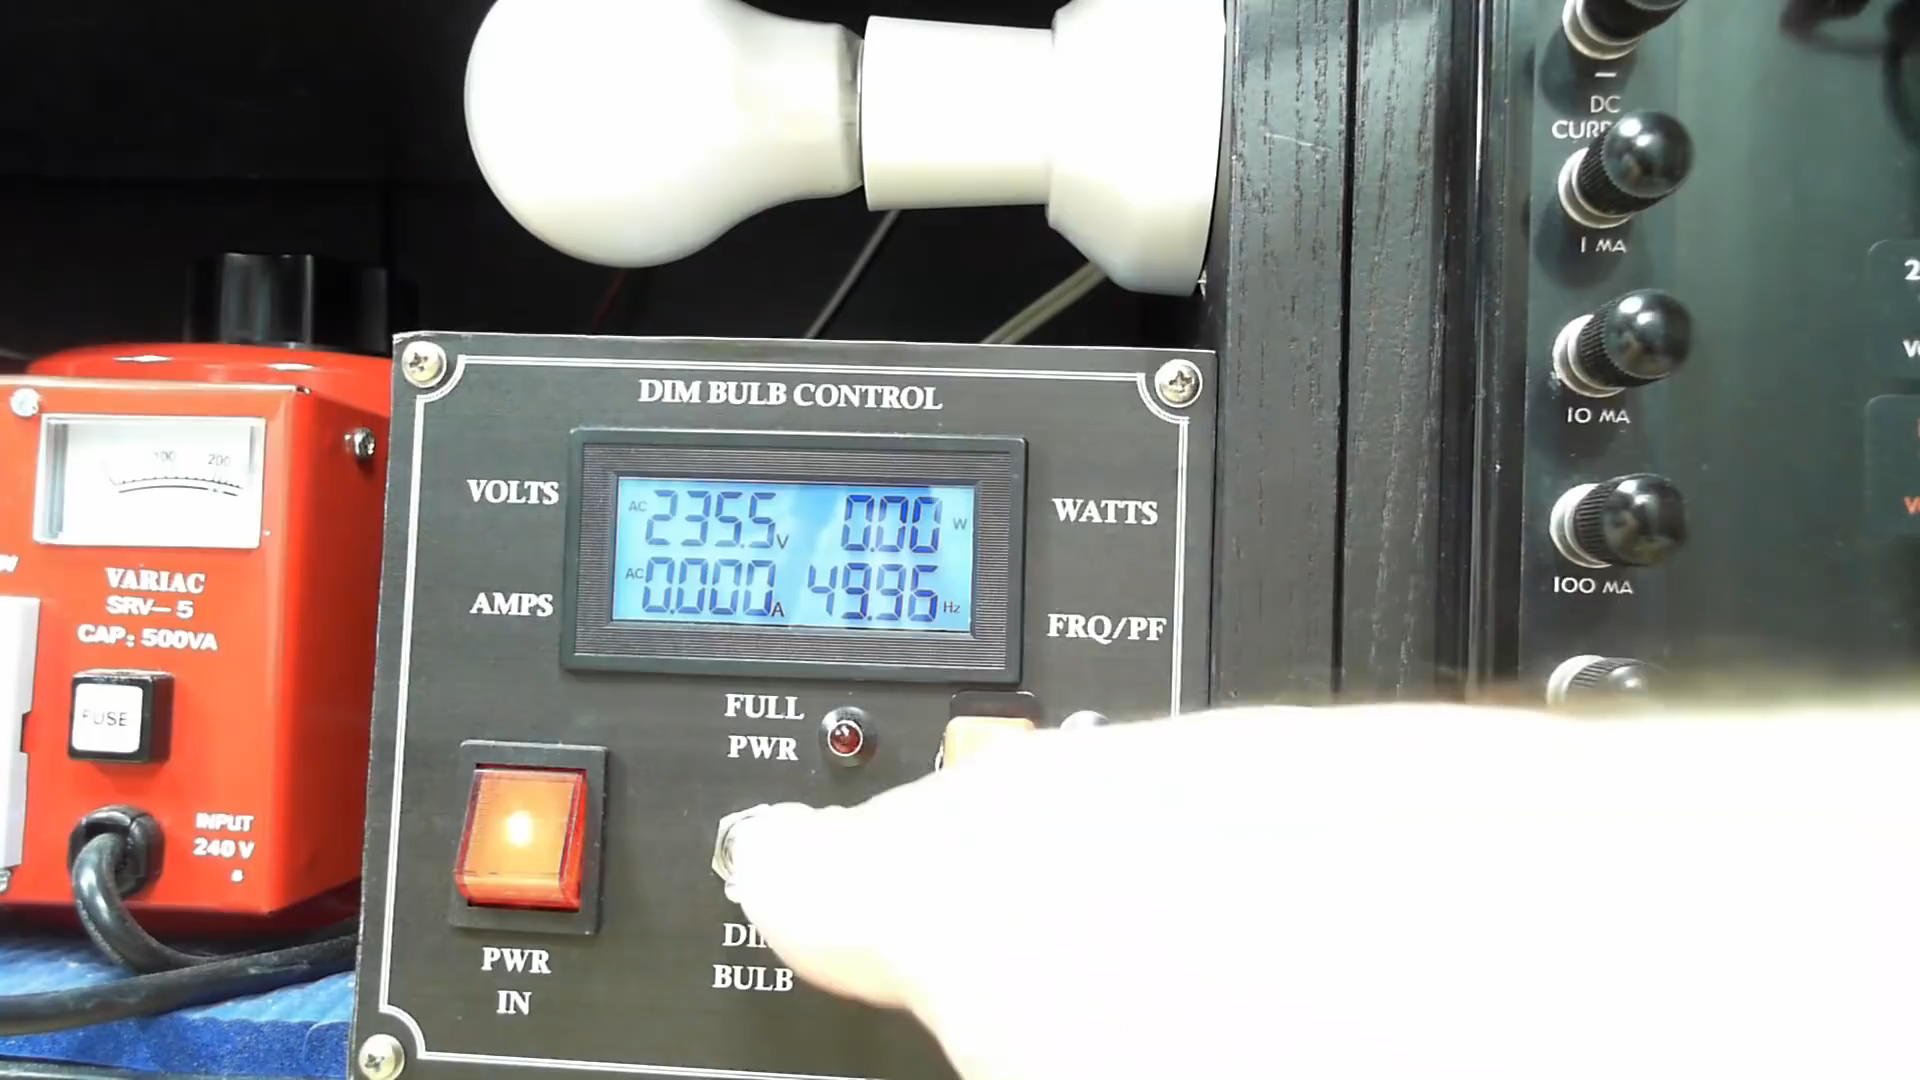 DIM BULB CONTROL
VOLTS
AC 235.5 V
0.00 W
WATTS
AMPS
AC 0.000 A
49.96 Hz
FRQ/PF
FULL
PWR
PWR
IN
BULB
100 200
VARIAC
SRV-5
CAP: 500VA
FUSE
INPUT
240 V
—
DC
1 MA
10 MA
100 MA